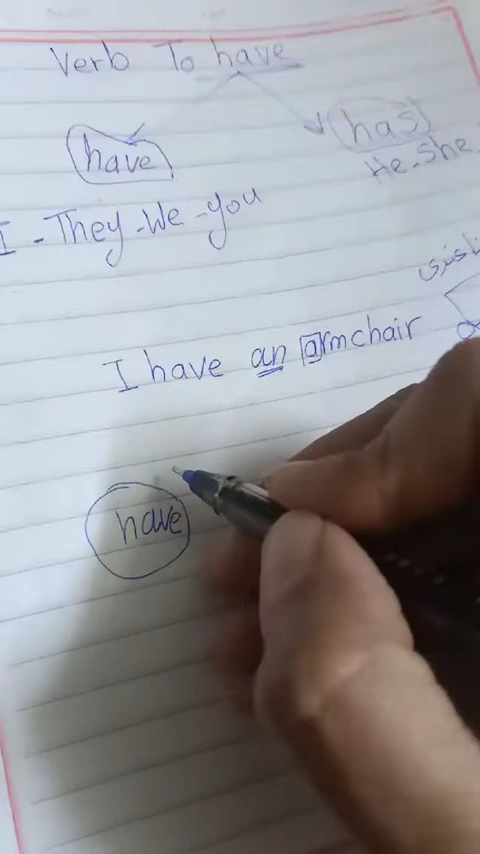 Verb To have
have has
He-She
I-They-We-you
I have an armchair
have